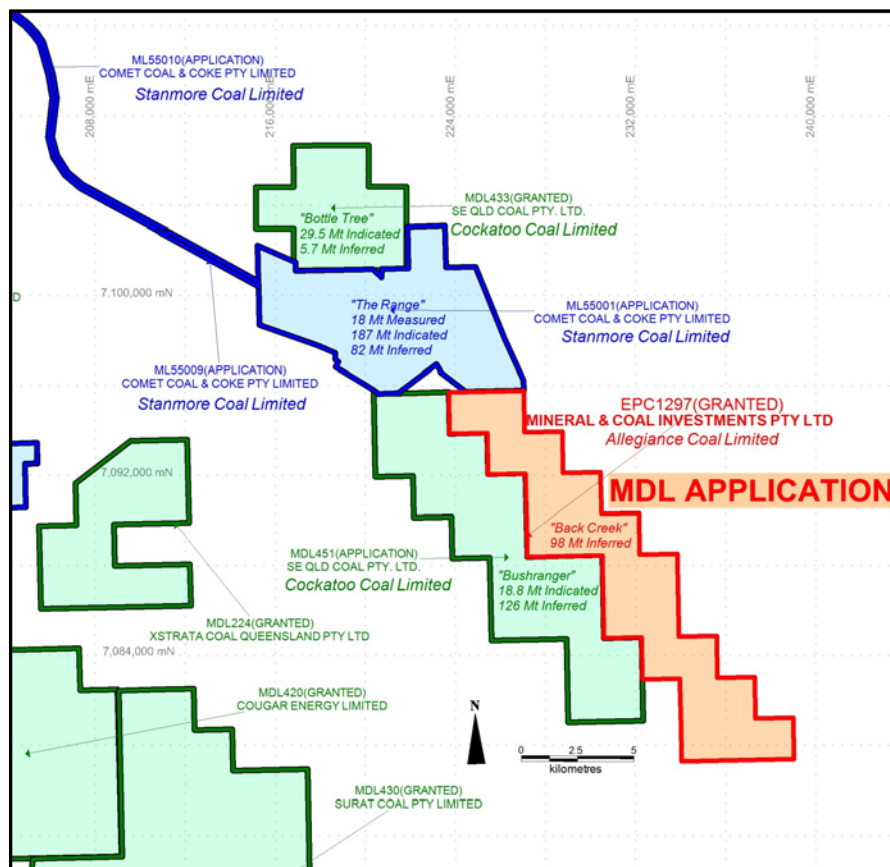 ML55010(APPLICATION)
COMET COAL & COKE PTY LIMITED
Stanmore Coal Limited
208,000 mE
216,000 mE
224,000 mE
232,000 mE
240,000 mE
MDL433(GRANTED)
SE QLD COAL PTY. LTD.
Cockatoo Coal Limited
"Bottle Tree"
29.5 Mt Indicated
5.7 Mt Inferred
D
7,100,000 mN
"The Range"
18 Mt Measured
187 Mt Indicated
82 Mt Inferred
ML55001(APPLICATION)
COMET COAL & COKE PTY LIMITED
Stanmore Coal Limited
ML55009(APPLICATION)
COMET COAL & COKE PTY LIMITED
Stanmore Coal Limited
EPC1297(GRANTED)
MINERAL & COAL INVESTMENTS PTY LTD
Allegiance Coal Limited
7,092,000 mN
MDL APPLICATION
"Back Creek"
98 Mt Inferred
MDL451(APPLICATION)
SE QLD COAL PTY. LTD.
Cockatoo Coal Limited
"Bushranger"
18.8 Mt Indicated
126 Mt Inferred
MDL224(GRANTED)
XSTRATA COAL QUEENSLAND PTY LTD
7,084,000 mN
MDL420(GRANTED)
COUGAR ENERGY LIMITED
N
0 2.5 5
kilometres
MDL430(GRANTED)
SURAT COAL PTY LIMITED